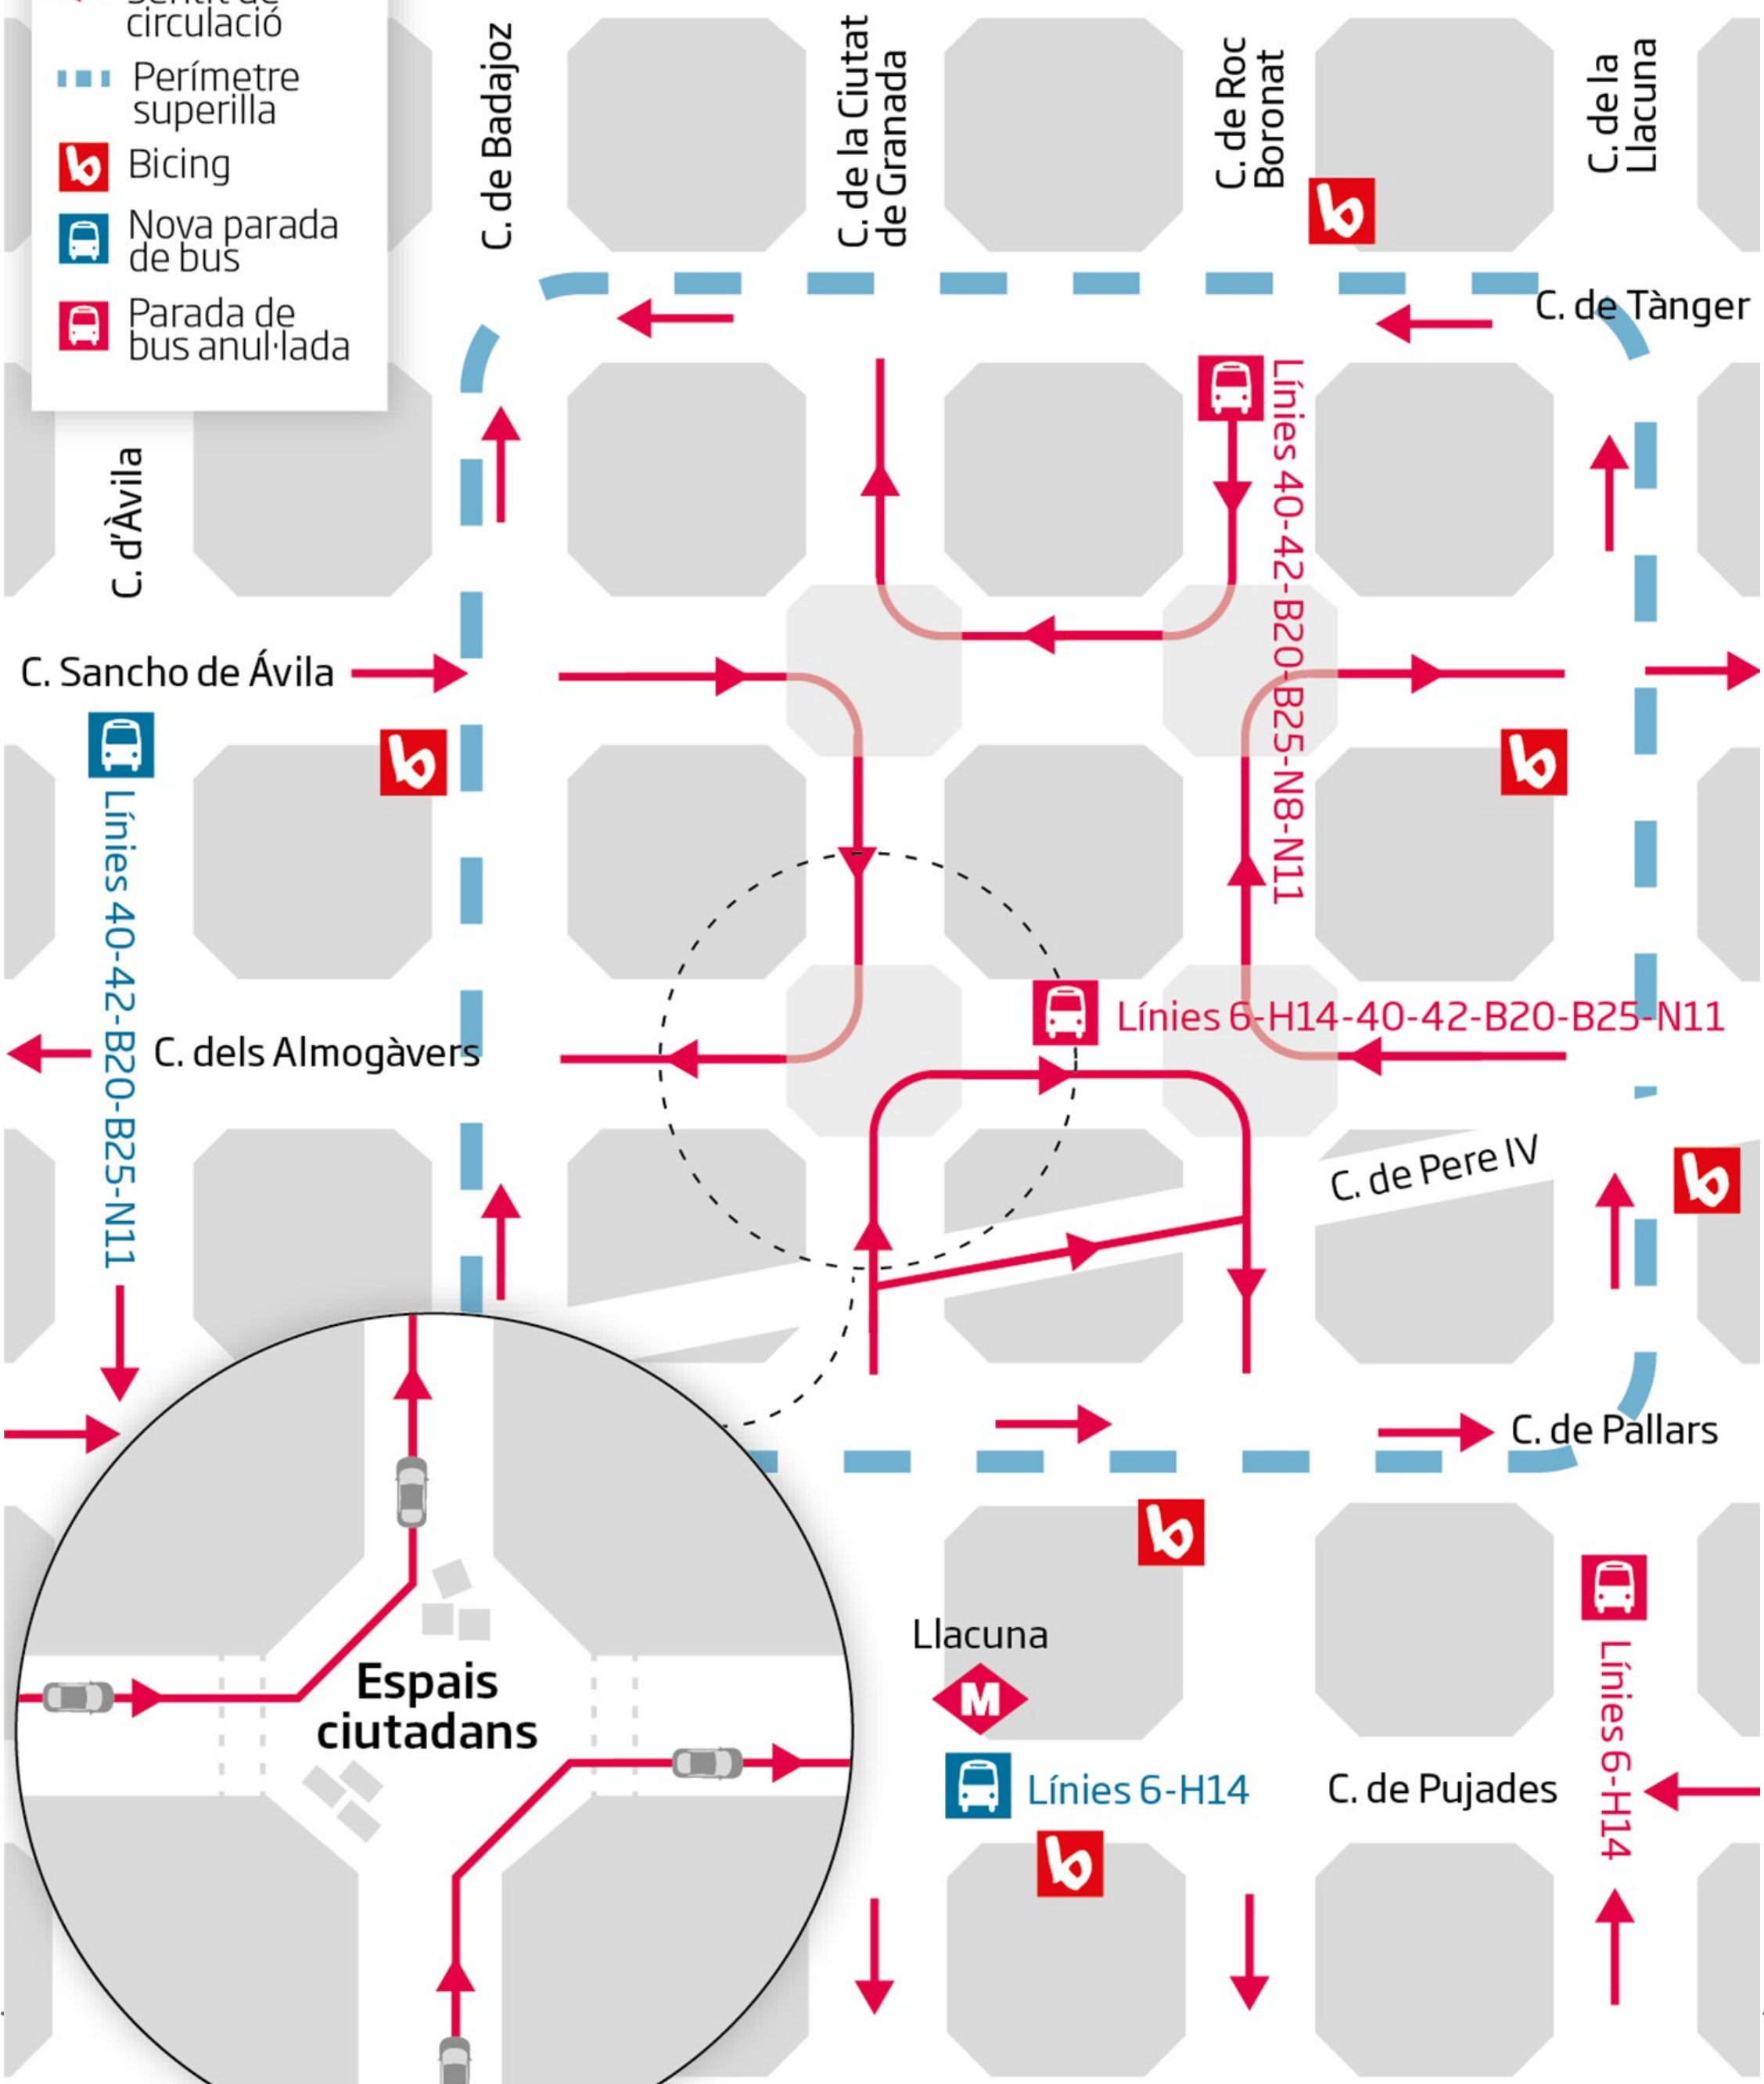 Sentit de
circulació
Perímetre
superilla
Bicing
Nova parada
de bus
Parada de
bus anul·lada
C. de Badajoz
C. de la Ciutat
de Granada
C. de Roc
Boronat
C. de la
Llacuna
C. de Tànger
C. d'Àvila
Línies 40-42-B20-B25-N8-N11
C. Sancho de Ávila
Línies 40-42-B20-B25-N11
Línies 6-H14-40-42-B20-B25-N11
C. dels Almogàvers
C. de Pere IV
C. de Pallars
Espais
ciutadans
Llacuna
M
Línies 6-H14
C. de Pujades
Línies 6-H14